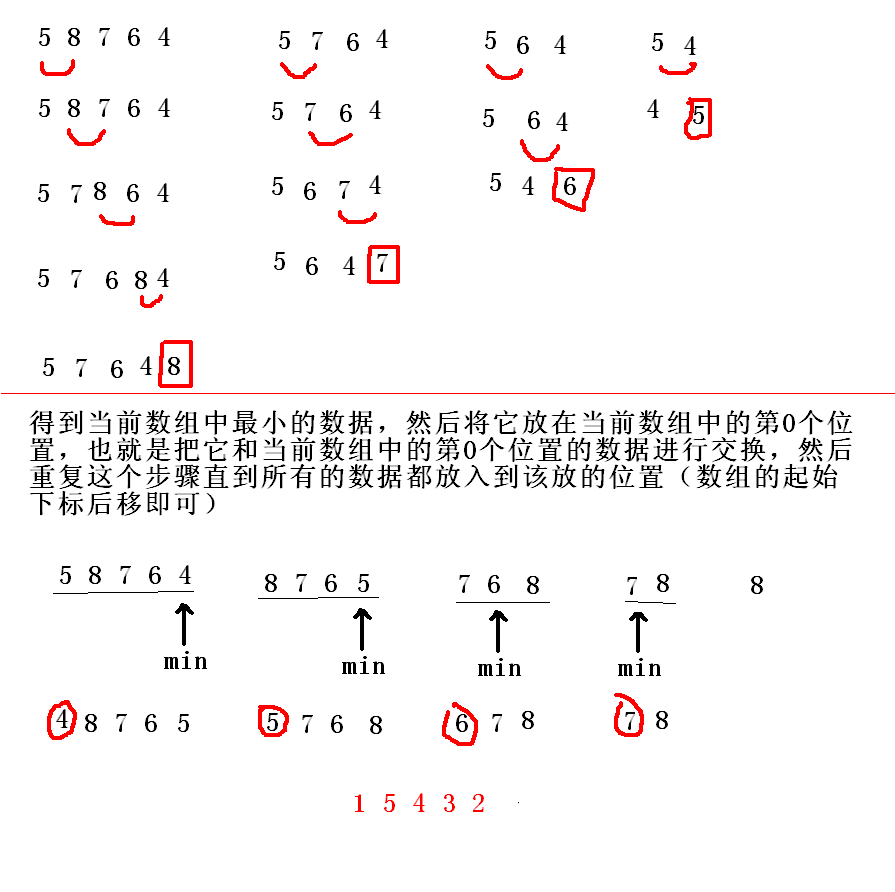 5 8 7 6 4 5 7 6 4 5 6 4 5 4
5 8 7 6 4 5 7 6 4 5 6 4 4 5
5 7 8 6 4 5 6 7 4 5 4 6
5 7 6 8 4 5 6 4 7
5 7 6 4 8
得到当前数组中最小的数据，然后将它放在当前数组中的第0个位
置，也就是把它和当前数组中的第0个位置的数据进行交换，然后
重复这个步骤直到所有的数据都放入到该放的位置（数组的起始
下标后移即可）
5 8 7 6 4 8 7 6 5 7 6 8 7 8 8
min min min min
4 8 7 6 5 5 7 6 8 6 7 8 7 8
1 5 4 3 2